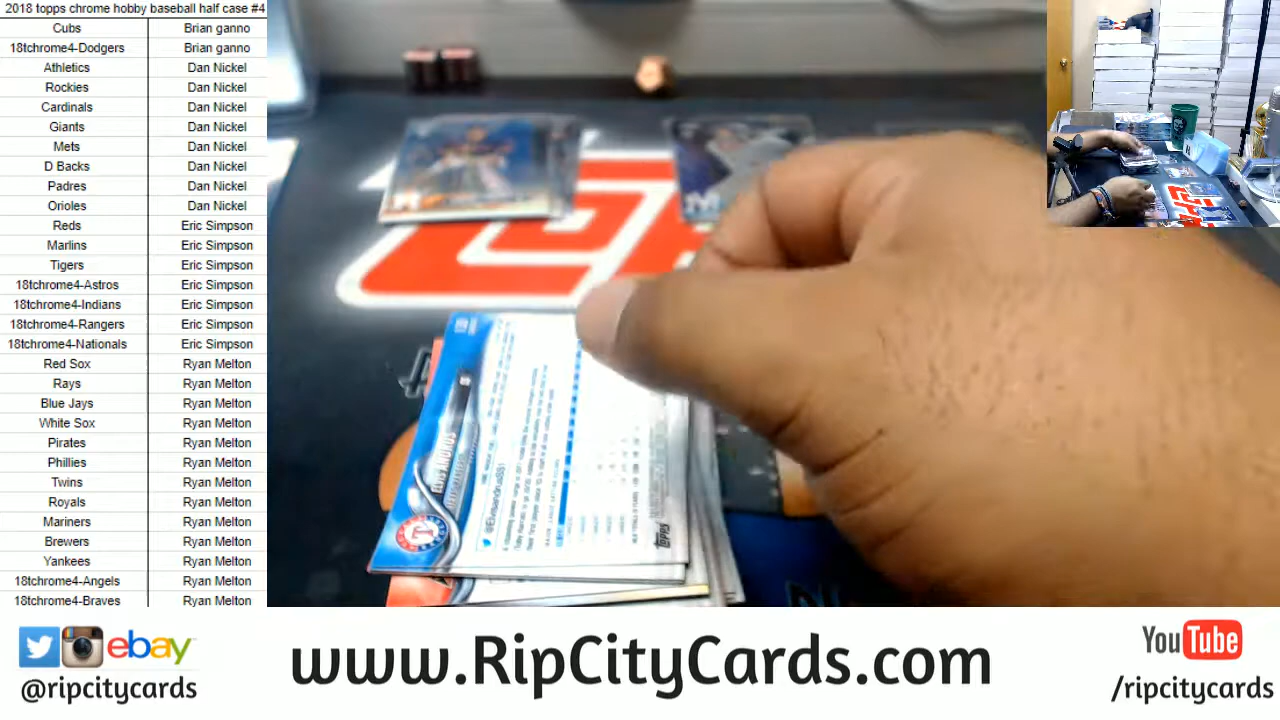 2018 topps chrome hobby baseball half case #4
Cubs Brian ganno
18tchrome4-Dodgers Brian ganno
Athletics Dan Nickel
Rockies Dan Nickel
Cardinals Dan Nickel
Giants Dan Nickel
Mets Dan Nickel
D Backs Dan Nickel
Padres Dan Nickel
Orioles Dan Nickel
Reds Eric Simpson
Marlins Eric Simpson
Tigers Eric Simpson
18tchrome4-Astros Eric Simpson
18tchrome4-Indians Eric Simpson
18tchrome4-Rangers Eric Simpson
18tchrome4-Nationals Eric Simpson
Red Sox Ryan Melton
Rays Ryan Melton
Blue Jays Ryan Melton
White Sox Ryan Melton
Pirates Ryan Melton
Phillies Ryan Melton
Twins Ryan Melton
Royals Ryan Melton
Mariners Ryan Melton
Brewers Ryan Melton
Yankees Ryan Melton
18tchrome4-Angels Ryan Melton
18tchrome4-Braves Ryan Melton
ELVIS ANDRUS
@ElvisandrusSS1
TOPPS
ebay
@ripcitycards
www.RipCityCards.com
YouTube
/ripcitycards